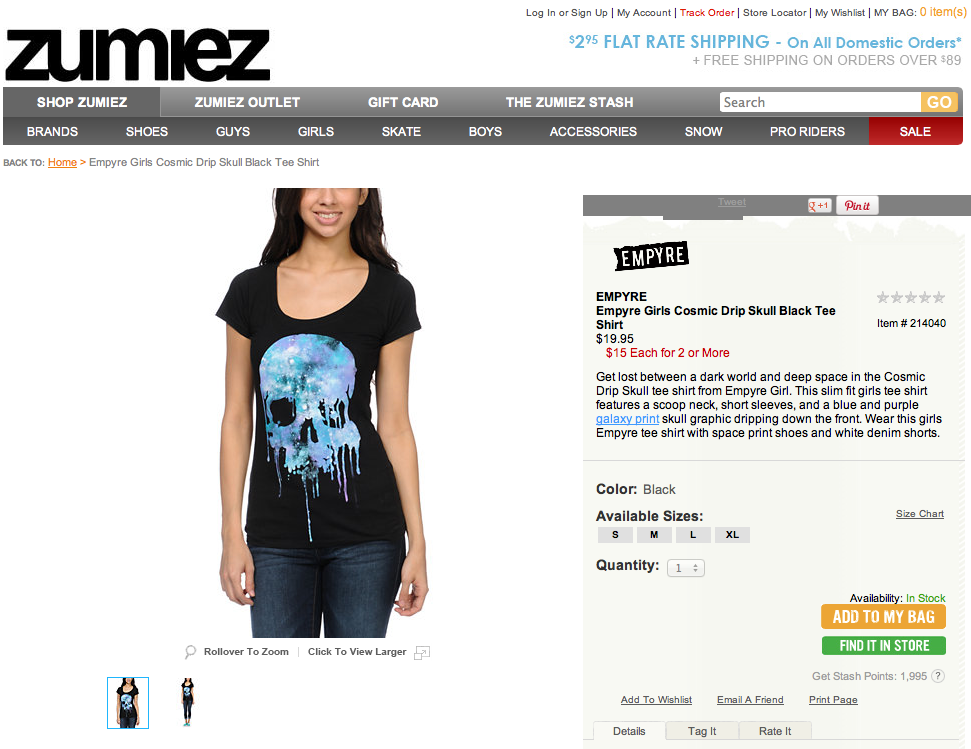 Log In or Sign Up | My Account | Track Order | Store Locator | My Wishlist | MY BAG: 0 item(s)
zumiez
$2.95 FLAT RATE SHIPPING - On All Domestic Orders*
+ FREE SHIPPING ON ORDERS OVER $89
SHOP ZUMIEZ ZUMIEZ OUTLET GIFT CARD THE ZUMIEZ STASH Search GO
BRANDS SHOES GUYS GIRLS SKATE BOYS ACCESSORIES SNOW PRO RIDERS SALE
BACK TO: Home > Empyre Girls Cosmic Drip Skull Black Tee Shirt
Tweet +1 Pin it
EMPYRE
EMPYRE
Empyre Girls Cosmic Drip Skull Black Tee
Shirt
Item # 214040
$19.95
$15 Each for 2 or More
Get lost between a dark world and deep space in the Cosmic
Drip Skull tee shirt from Empyre Girl. This slim fit girls tee shirt
features a scoop neck, short sleeves, and a blue and purple
galaxy print skull graphic dripping down the front. Wear this girls
Empyre tee shirt with space print shoes and white denim shorts.
Color: Black
Available Sizes: Size Chart
S M L XL
Quantity: 1
Availability: In Stock
ADD TO MY BAG
FIND IT IN STORE
Get Stash Points: 1,995 ?
Add To Wishlist Email A Friend Print Page
Details Tag It Rate It
Rollover To Zoom | Click To View Larger